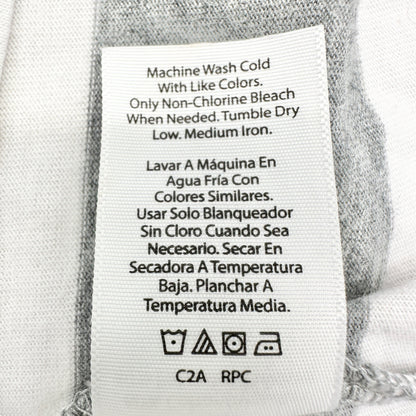 Machine Wash Cold
With Like Colors.
Only Non-Chlorine Bleach
When Needed. Tumble Dry
Low. Medium Iron.
Lavar A Máquina En
Agua Fría Con
Colores Similares.
Usar Solo Blanqueador
Sin Cloro Cuando Sea
Necesario. Secar En
Secadora A Temperatura
Baja. Planchar A
Temperatura Media.
C2A RPC